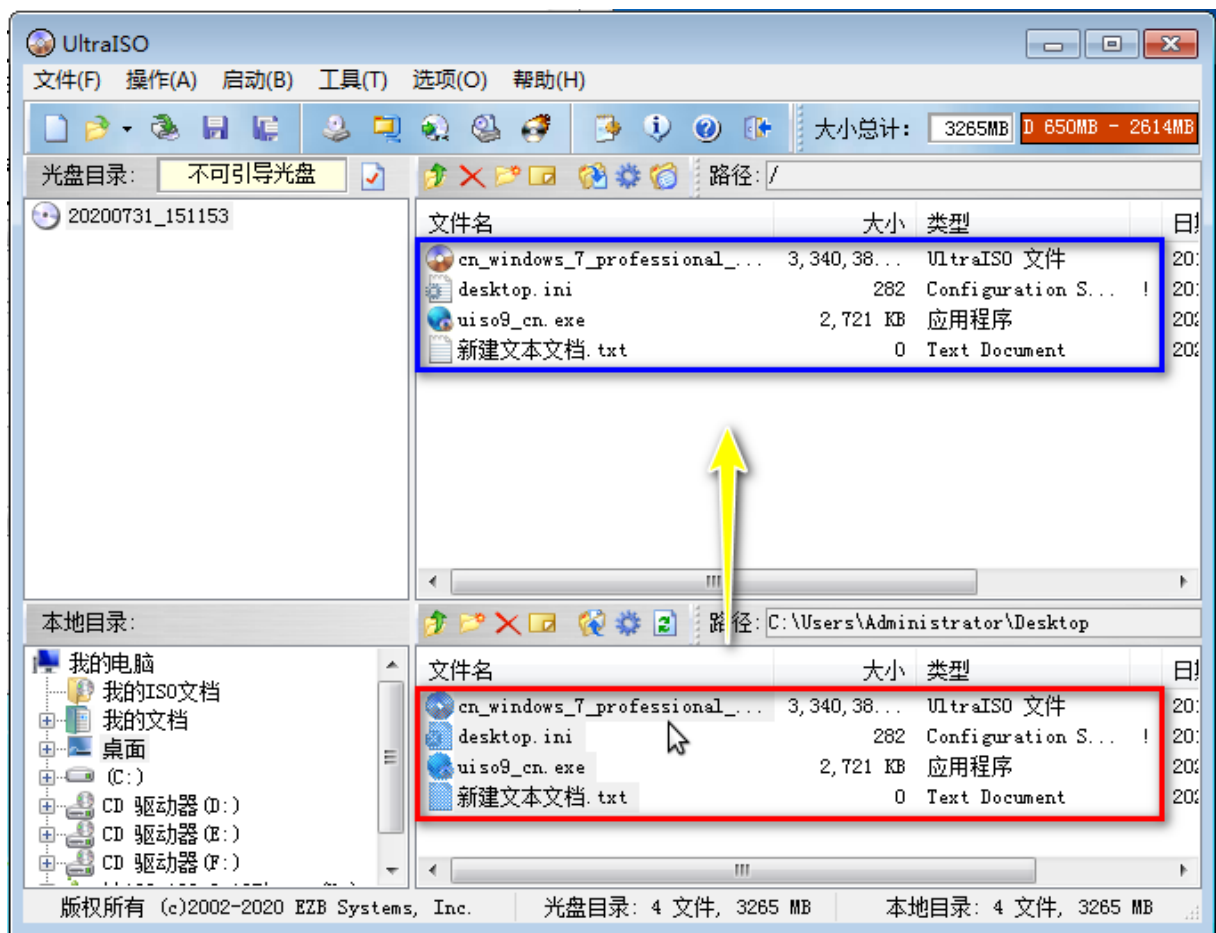 UltraISO
文件(F) 操作(A) 启动(B) 工具(T) 选项(O) 帮助(H)
大小总计: 3265MB D 650MB - 2614MB
光盘目录: 不可引导光盘 路径: /
20200731_151153
文件名 大小 类型
cn_windows_7_professional_... 3,340,38... UltraISO 文件
desktop.ini 282 Configuration S... !
uiso9_cn.exe 2,721 KB 应用程序
新建文本文档.txt 0 Text Document
本地目录: 路径: C:\Users\Administrator\Desktop
我的电脑
我的ISO文档
我的文档
桌面
(C:)
CD 驱动器(D:)
CD 驱动器(E:)
CD 驱动器(F:)
文件名 大小 类型
cn_windows_7_professional_... 3,340,38... UltraISO 文件
desktop.ini 282 Configuration S... !
uiso9_cn.exe 2,721 KB 应用程序
新建文本文档.txt 0 Text Document
版权所有 (c)2002-2020 EZB Systems, Inc. 光盘目录: 4 文件, 3265 MB 本地目录: 4 文件, 3265 MB